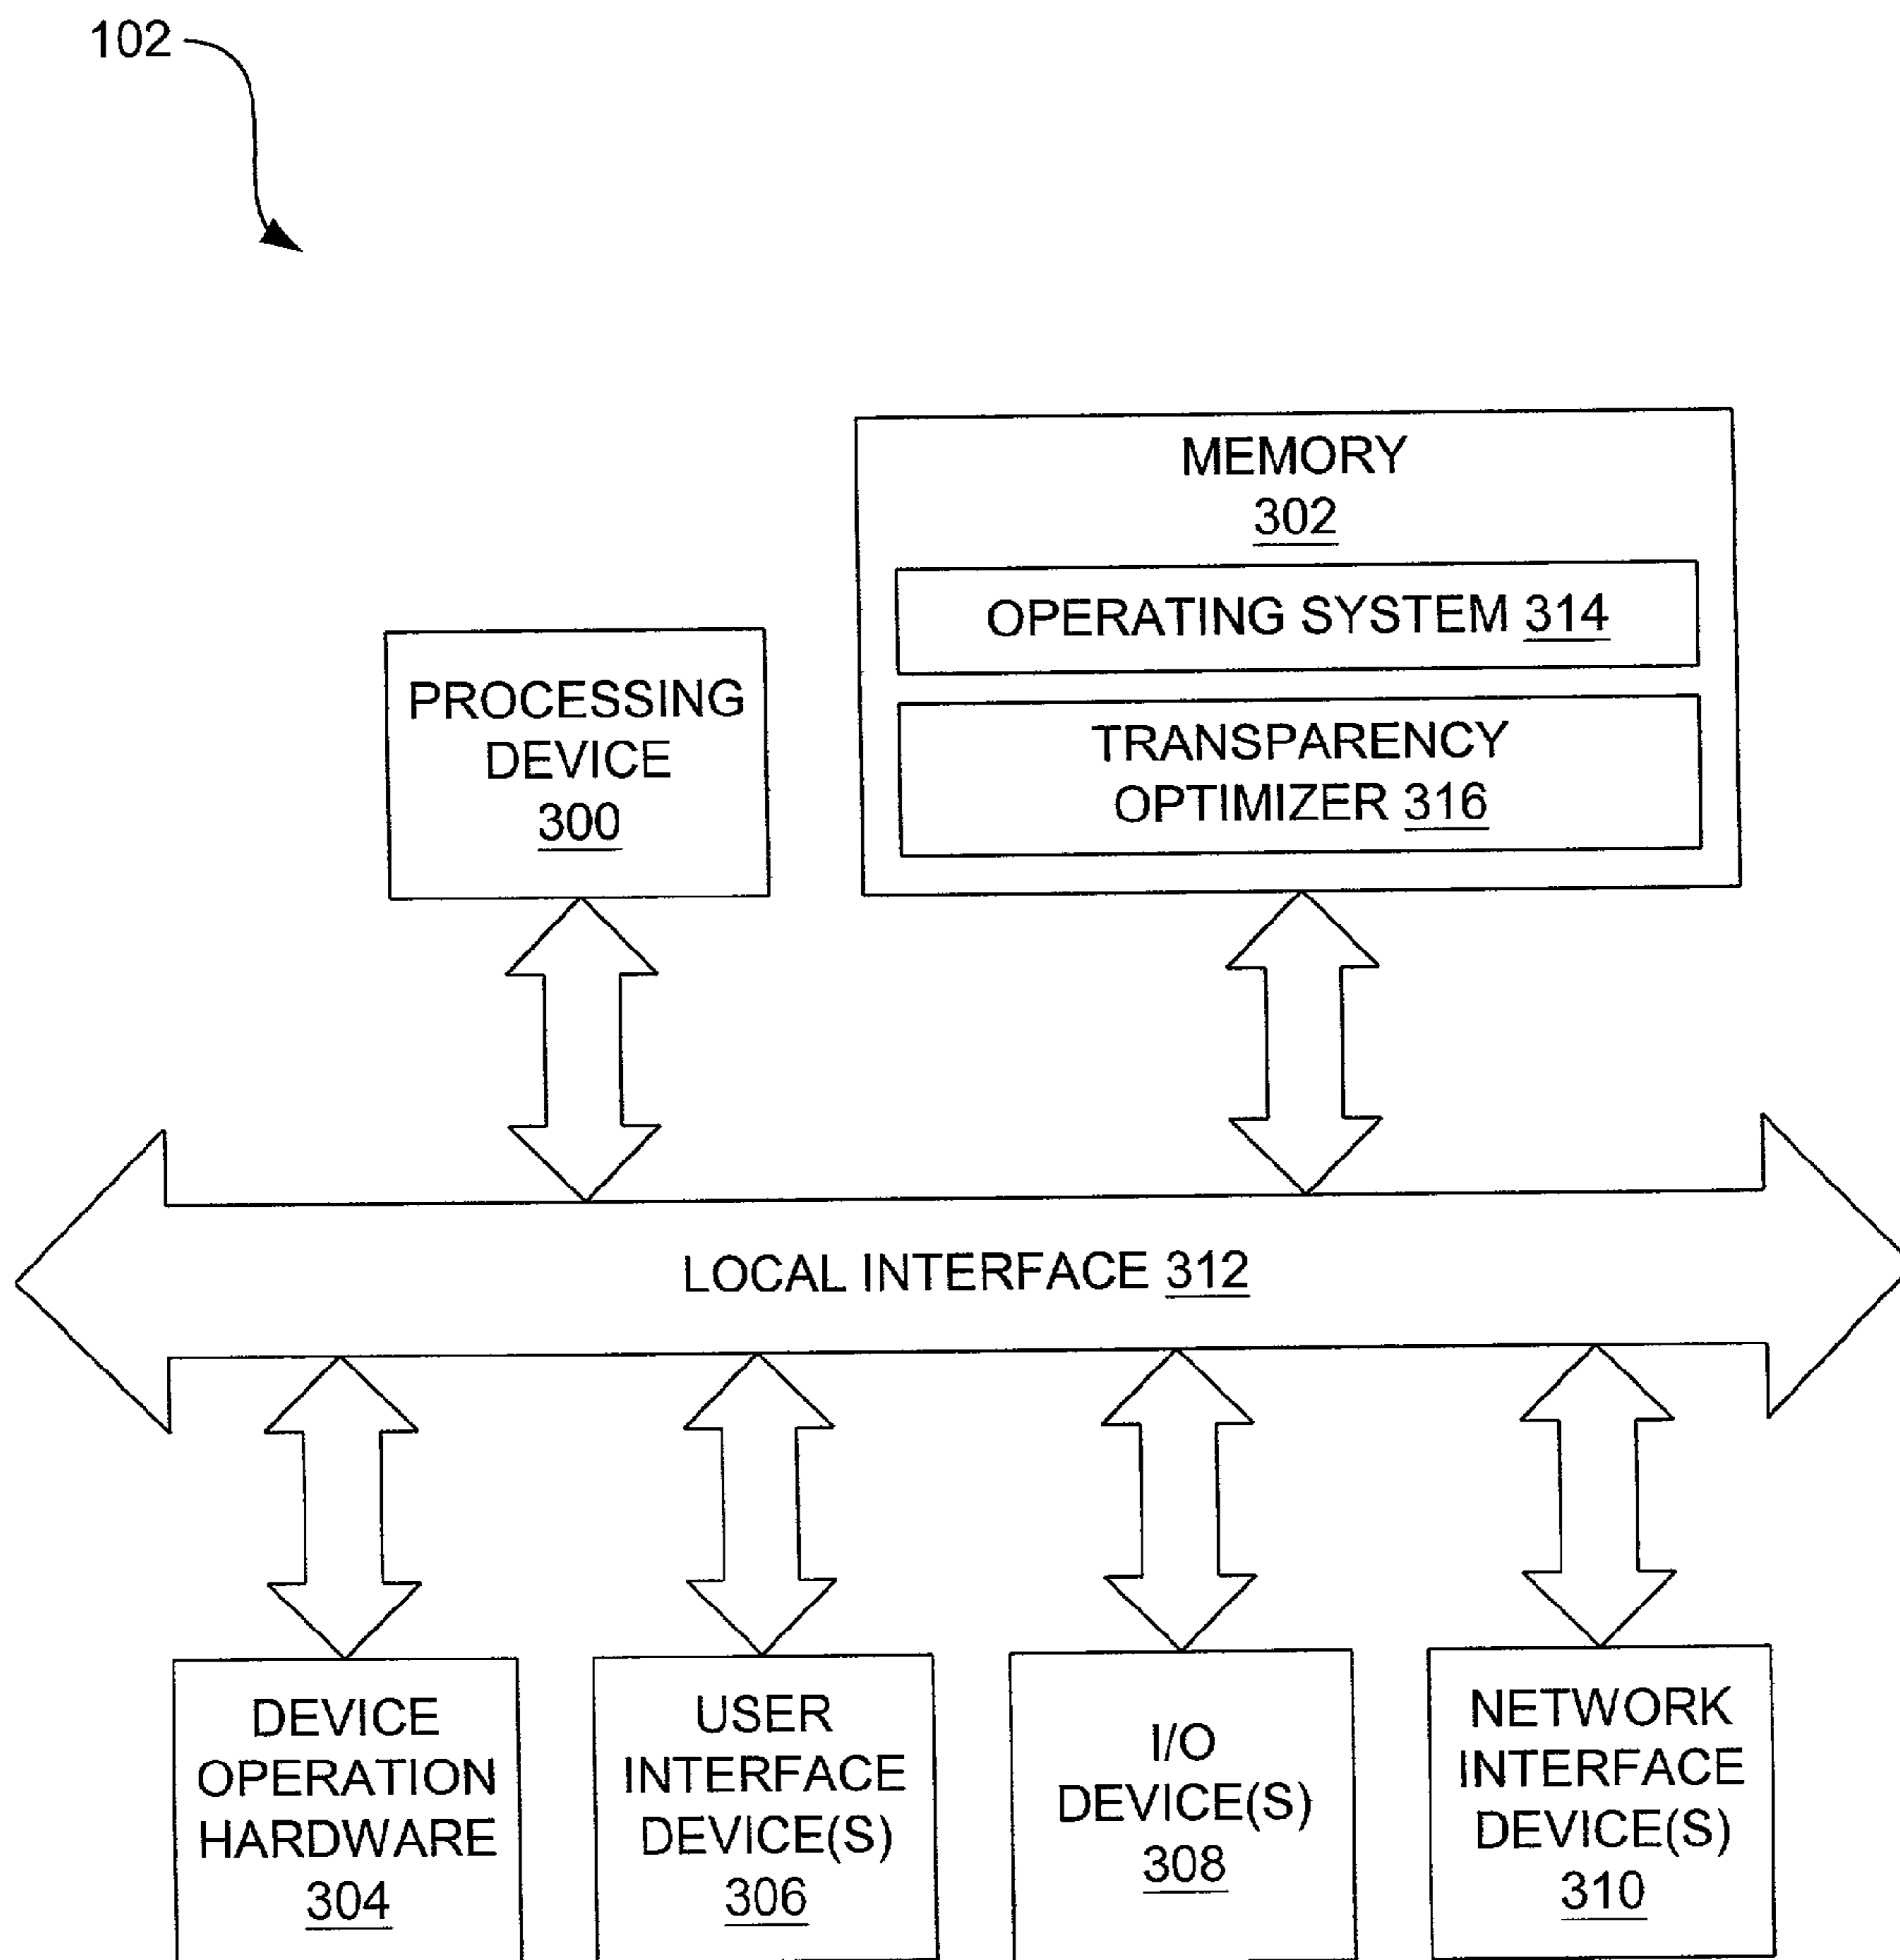 102
MEMORY
302
OPERATING SYSTEM 314
TRANSPARENCY
OPTIMIZER 316
PROCESSING
DEVICE
300
LOCAL INTERFACE 312
DEVICE
OPERATION
HARDWARE
304
USER
INTERFACE
DEVICE(S)
306
I/O
DEVICE(S)
308
NETWORK
INTERFACE
DEVICE(S)
310